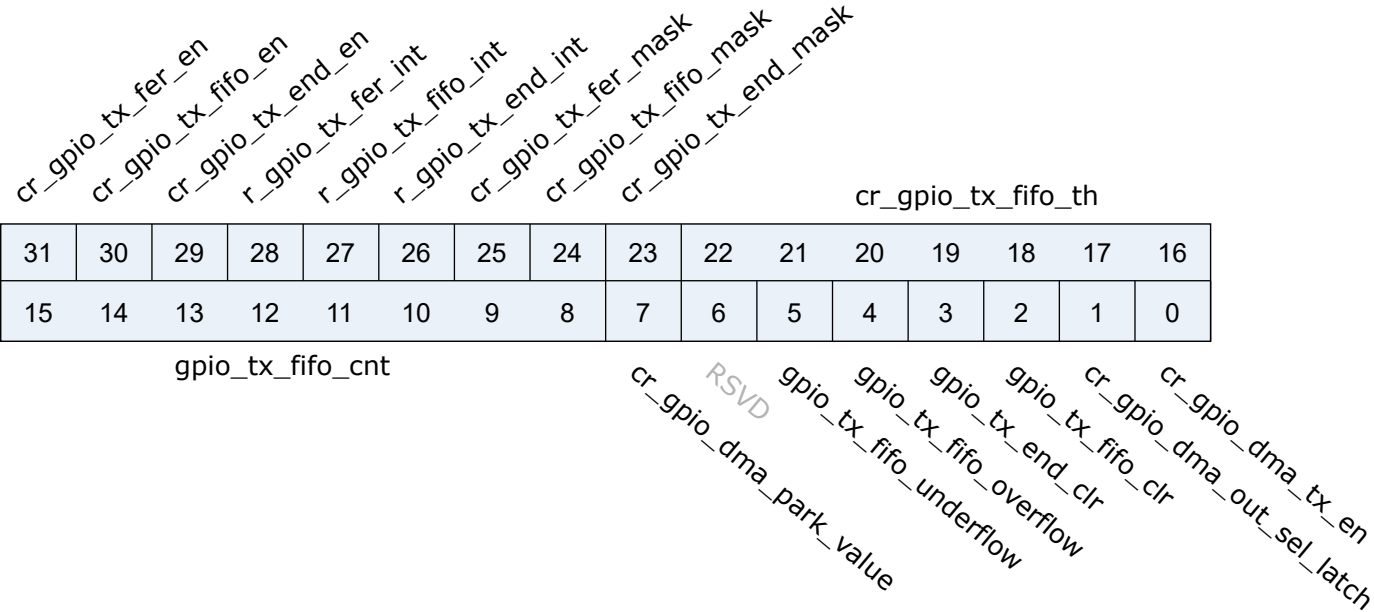 cr_gpio_tx_fer_en
cr_gpio_tx_fifo_en
cr_gpio_tx_end_en
r_gpio_tx_fer_int
r_gpio_tx_fifo_int
r_gpio_tx_end_int
cr_gpio_tx_fer_mask
cr_gpio_tx_fifo_mask
cr_gpio_tx_end_mask
cr_gpio_tx_fifo_th
31 30 29 28 27 26 25 24 23 22 21 20 19 18 17 16
15 14 13 12 11 10 9 8 7 6 5 4 3 2 1 0
gpio_tx_fifo_cnt
cr_gpio_dma_park_value
RSVD
gpio_tx_fifo_underflow
gpio_tx_fifo_overflow
gpio_tx_end_clr
gpio_tx_fifo_clr
cr_gpio_dma_out_sel_latch
cr_gpio_dma_tx_en